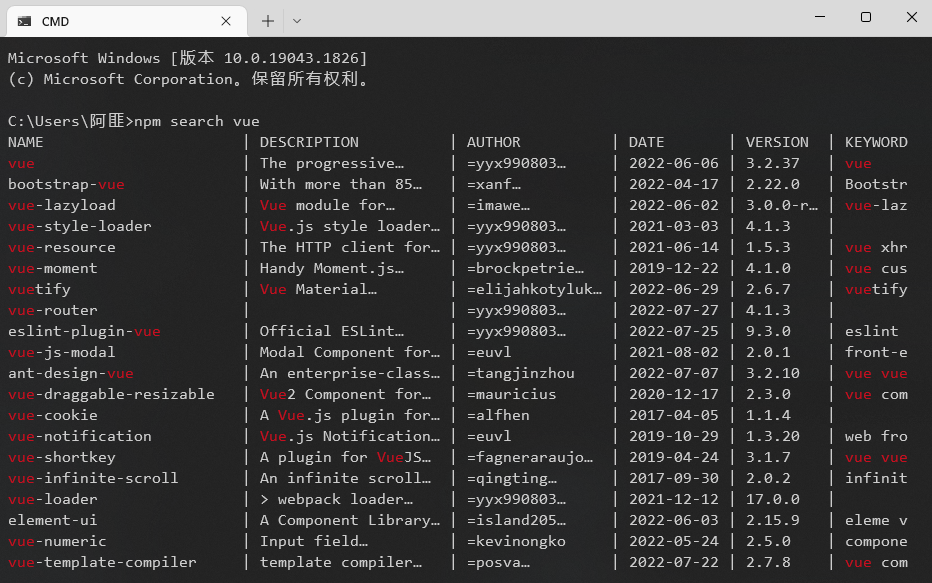 CMD
Microsoft Windows [版本 10.0.19043.1826]
(c) Microsoft Corporation。保留所有权利。
C:\Users\阿匪>npm search vue
NAME | DESCRIPTION | AUTHOR | DATE | VERSION | KEYWORD
vue | The progressive… | =yyx990803… | 2022-06-06 | 3.2.37 | vue
bootstrap-vue | With more than 85… | =xanf… | 2022-04-17 | 2.22.0 | Bootstr
vue-lazyload | Vue module for… | =imawe… | 2022-06-02 | 3.0.0-r… | vue-laz
vue-style-loader | Vue.js style loader… | =yyx990803… | 2021-03-03 | 4.1.3 |
vue-resource | The HTTP client for… | =yyx990803… | 2021-06-14 | 1.5.3 | vue xhr
vue-moment | Handy Moment.js… | =brockpetrie… | 2019-12-22 | 4.1.0 | vue cus
vuetify | Vue Material… | =elijahkotyluk… | 2022-06-29 | 2.6.7 | vuetify
vue-router | | =yyx990803… | 2022-07-27 | 4.1.3 |
eslint-plugin-vue | Official ESLint… | =yyx990803… | 2022-07-25 | 9.3.0 | eslint
vue-js-modal | Modal Component for… | =euvl | 2021-08-02 | 2.0.1 | front-e
ant-design-vue | An enterprise-class… | =tangjinzhou | 2022-07-07 | 3.2.10 | vue vue
vue-draggable-resizable | Vue2 Component for… | =mauricius | 2020-12-17 | 2.3.0 | vue com
vue-cookie | A Vue.js plugin for… | =alfhen | 2017-04-05 | 1.1.4 |
vue-notification | Vue.js Notification… | =euvl | 2019-10-29 | 1.3.20 | web fro
vue-shortkey | A plugin for VueJS… | =fagneraraujo… | 2019-04-24 | 3.1.7 | vue vue
vue-infinite-scroll | An infinite scroll… | =qingting… | 2017-09-30 | 2.0.2 | infinit
vue-loader | > webpack loader… | =yyx990803… | 2021-12-12 | 17.0.0 |
element-ui | A Component Library… | =island205… | 2022-06-03 | 2.15.9 | eleme v
vue-numeric | Input field… | =kevinongko | 2022-05-24 | 2.5.0 | compone
vue-template-compiler | template compiler… | =posva… | 2022-07-22 | 2.7.8 | vue com